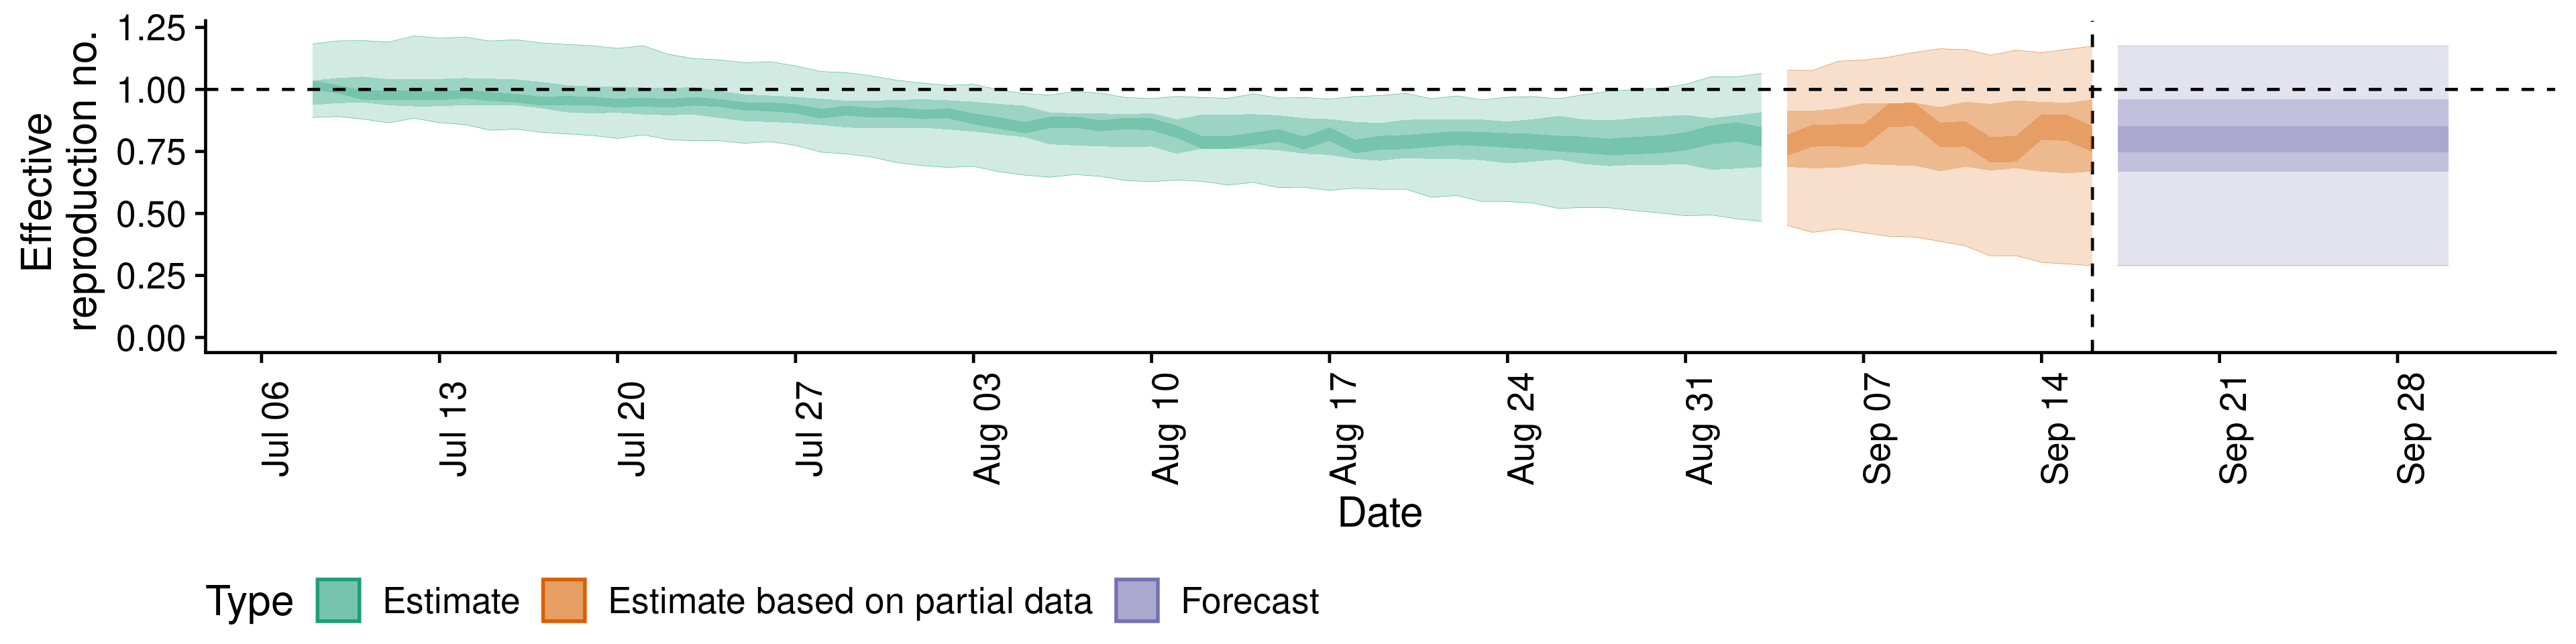 Effective
reproduction no.
1.25
1.00
0.75
0.50
0.25
0.00
Jul 06
Jul 13
Jul 20
Jul 27
Aug 03
Aug 10
Aug 17
Aug 24
Aug 31
Sep 07
Sep 14
Sep 21
Sep 28
Date
Type Estimate Estimate based on partial data Forecast